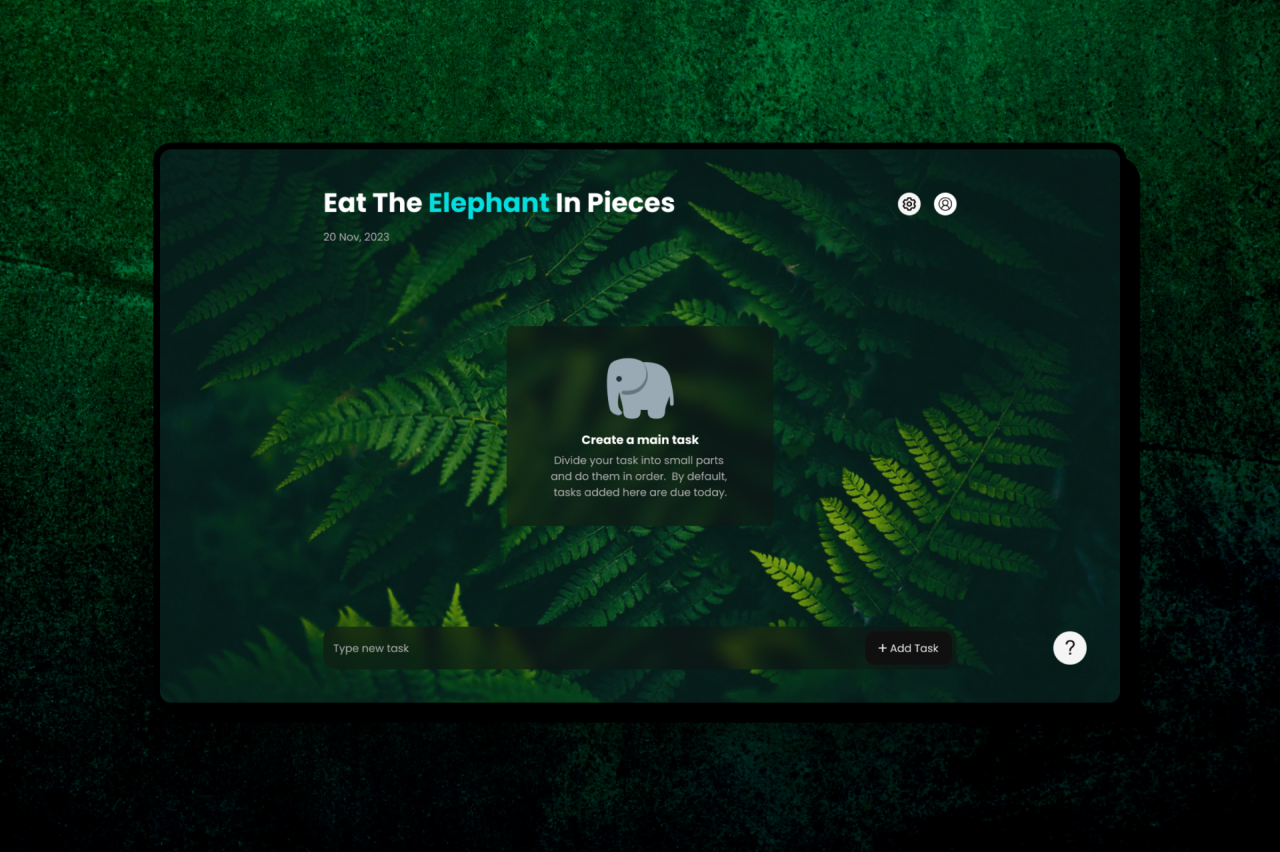 Eat The Elephant In Pieces
20 Nov, 2023
Create a main task
Divide your task into small parts
and do them in order. By default,
tasks added here are due today.
Type new task
+ Add Task
?